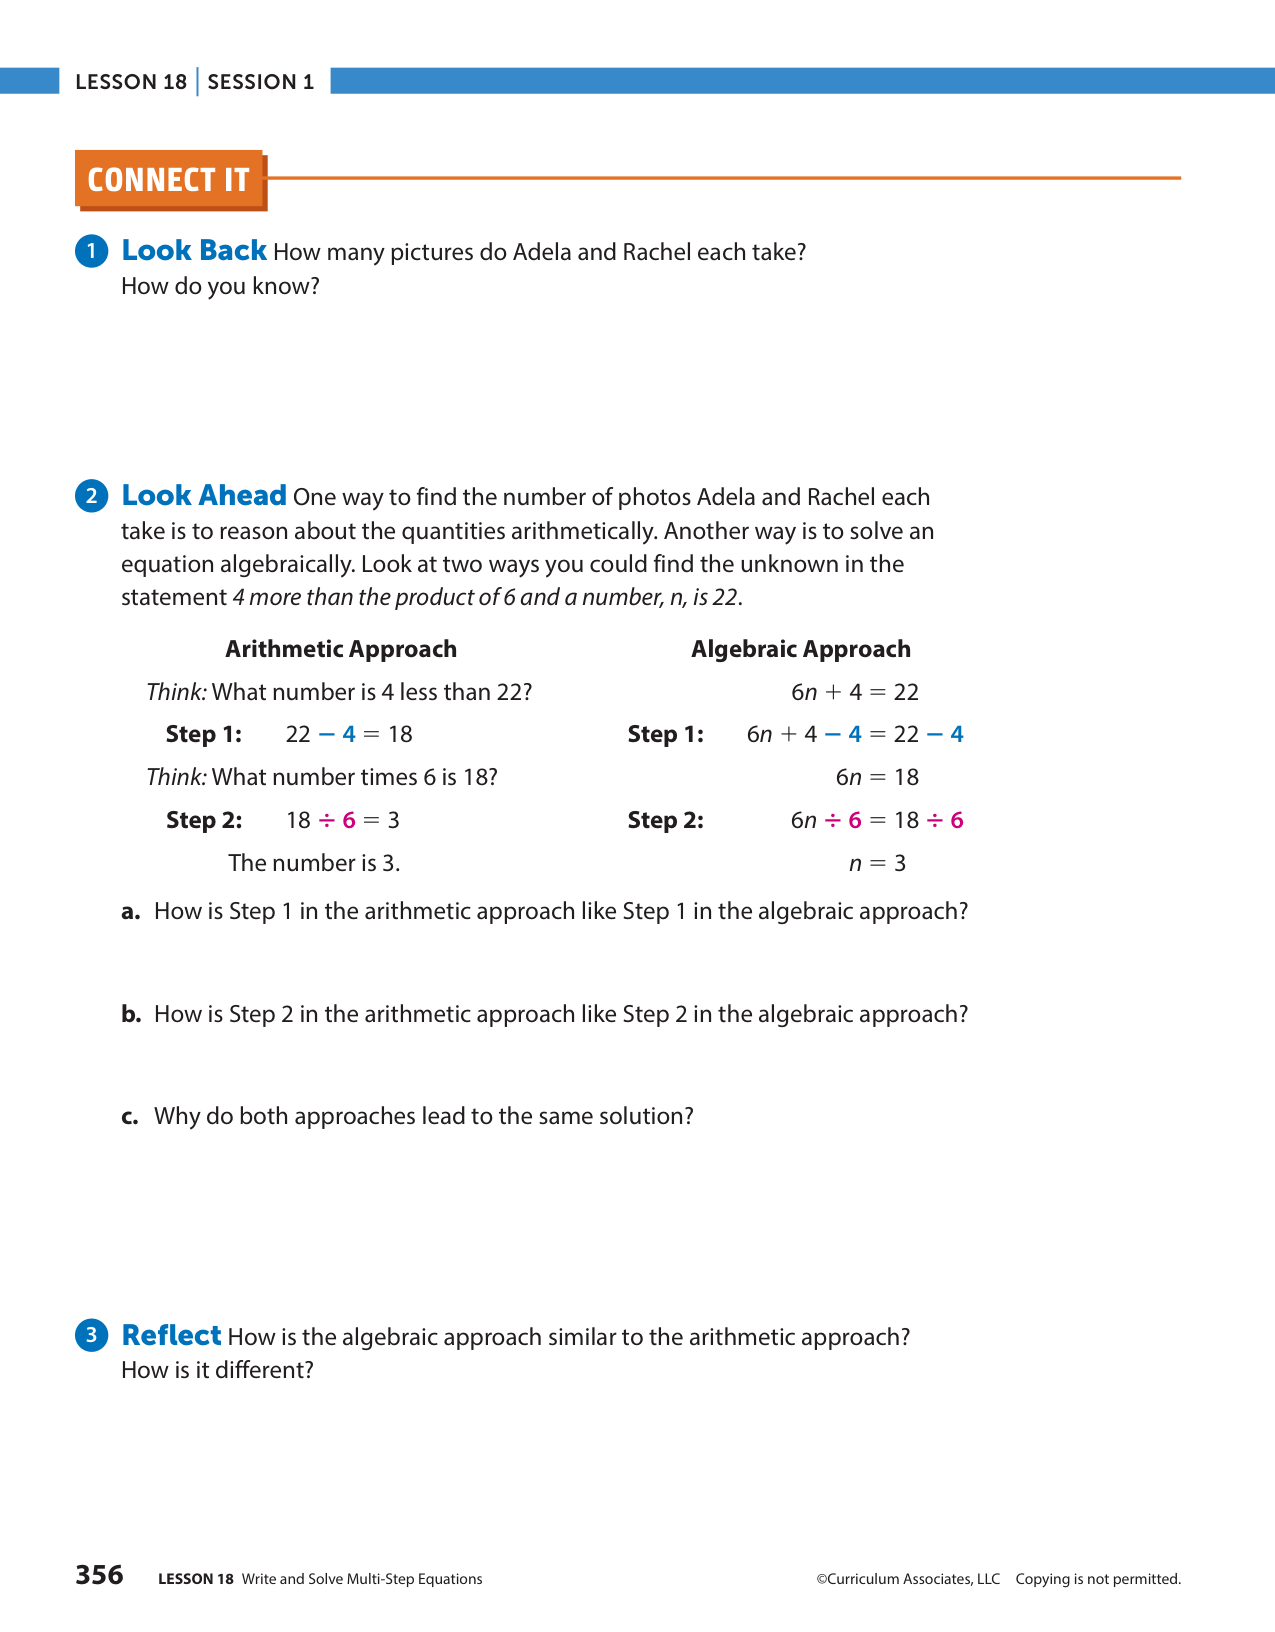 LESSON 18 | SESSION 1
CONNECT IT
1 Look Back How many pictures do Adela and Rachel each take?
How do you know?
2 Look Ahead One way to find the number of photos Adela and Rachel each
take is to reason about the quantities arithmetically. Another way is to solve an
equation algebraically. Look at two ways you could find the unknown in the
statement 4 more than the product of 6 and a number, n, is 22.
Arithmetic Approach
Think: What number is 4 less than 22?
Step 1: 22 − 4 = 18
Think: What number times 6 is 18?
Step 2: 18 ÷ 6 = 3
The number is 3.
Algebraic Approach
6n + 4 = 22
Step 1: 6n + 4 − 4 = 22 − 4
6n = 18
Step 2: 6n ÷ 6 = 18 ÷ 6
n = 3
a. How is Step 1 in the arithmetic approach like Step 1 in the algebraic approach?
b. How is Step 2 in the arithmetic approach like Step 2 in the algebraic approach?
c. Why do both approaches lead to the same solution?
3 Reflect How is the algebraic approach similar to the arithmetic approach?
How is it different?
356 LESSON 18 Write and Solve Multi-Step Equations ©Curriculum Associates, LLC Copying is not permitted.